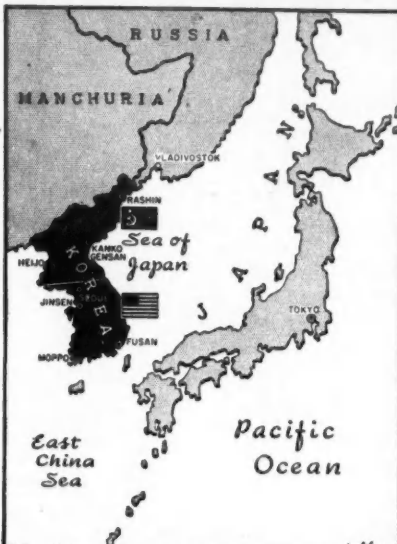 RUSSIA
MANCHURIA
VLADIVOSTOK
JAPAN
RASHIN
Sea of
Japan
KANKO
GENSAN
HEIJO
KOREA
JINSEN
SEOUL
TOKYO
FUSAN
MOPPO
East
China
Sea
Pacific
Ocean